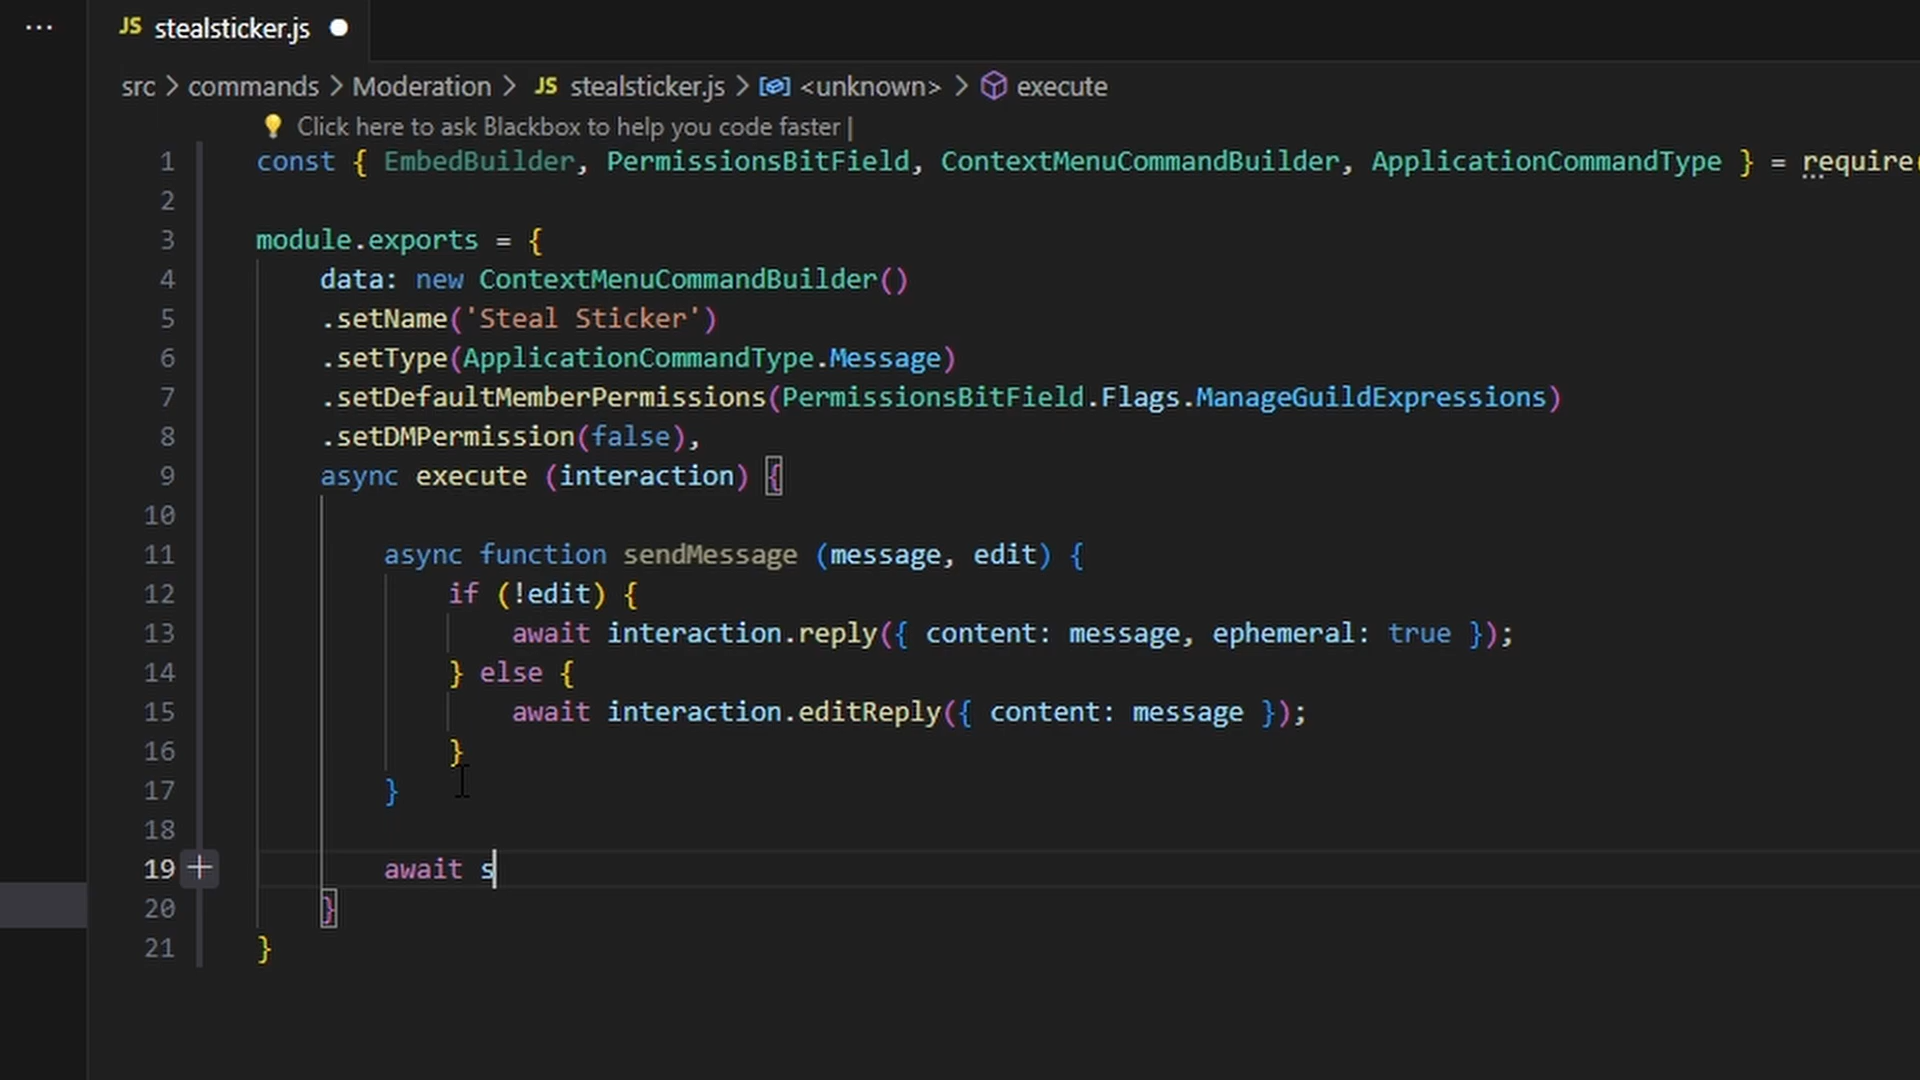 ...
JS stealsticker.js
src > commands > Moderation > JS stealsticker.js > <unknown> > execute
Click here to ask Blackbox to help you code faster |
1 const { EmbedBuilder, PermissionsBitField, ContextMenuCommandBuilder, ApplicationCommandType } = require(
2
3 module.exports = {
4 data: new ContextMenuCommandBuilder()
5 .setName('Steal Sticker')
6 .setType(ApplicationCommandType.Message)
7 .setDefaultMemberPermissions(PermissionsBitField.Flags.ManageGuildExpressions)
8 .setDMPermission(false),
9 async execute (interaction) {
10
11 async function sendMessage (message, edit) {
12 if (!edit) {
13 await interaction.reply({ content: message, ephemeral: true });
14 } else {
15 await interaction.editReply({ content: message });
16 }
17 }
18
19 + await s
20 }
21 }